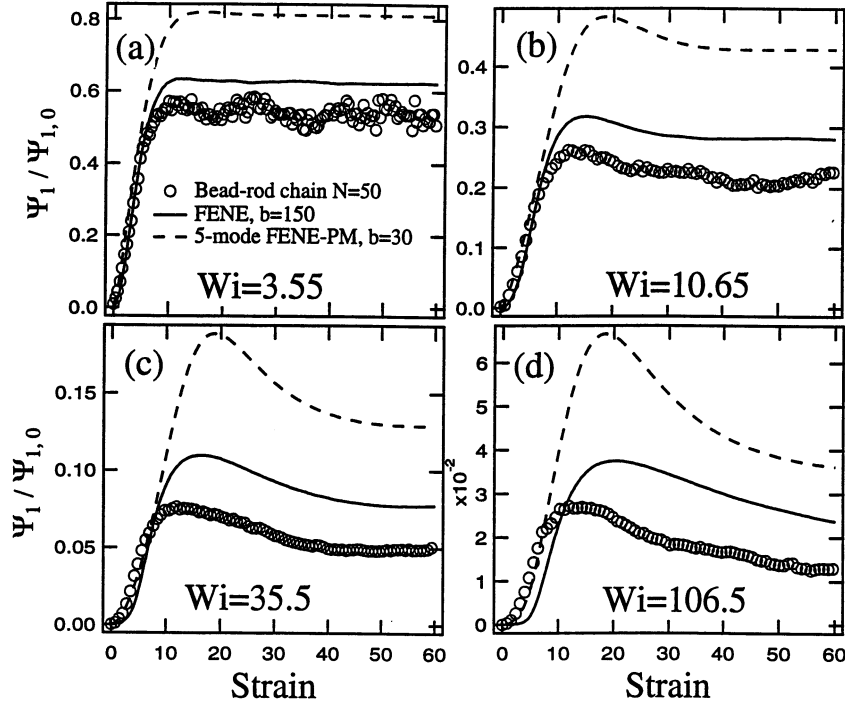 0.8
(a)
0.6
0.4
0.2
0.0
Ψ₁ / Ψ₁,₀
Bead-rod chain N=50
FENE, b=150
5-mode FENE-PM, b=30
Wi=3.55
(b)
0.4
0.3
0.2
0.1
0.0
Wi=10.65
(c)
0.15
0.10
0.05
0.00
Ψ₁ / Ψ₁,₀
Wi=35.5
0 10 20 30 40 50 60
Strain
(d)
6
5
4
3
2
1
0
x10⁻²
Wi=106.5
0 10 20 30 40 50 60
Strain